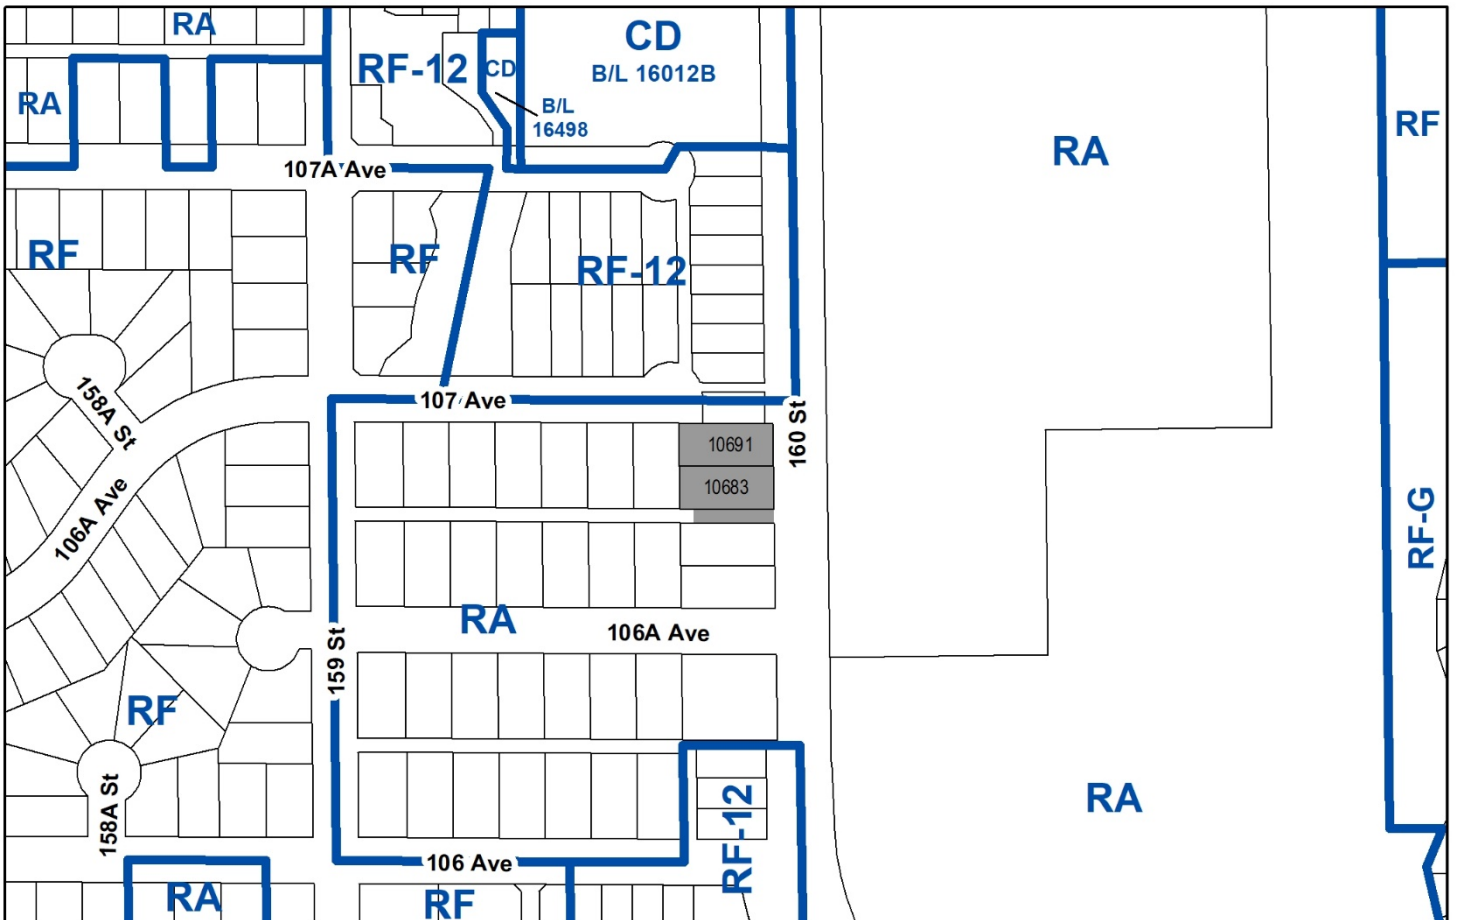 RA
CD
RF-12
CD
B/L 16012B
RA
B/L
16498
RF
RA
107A Ave
RF
RF
RF-12
158A St
107 Ave
160 St
10691
10683
106A Ave
RF-G
RA
106A Ave
159 St
RF
158A St
RF-12
RA
106 Ave
RA
RF